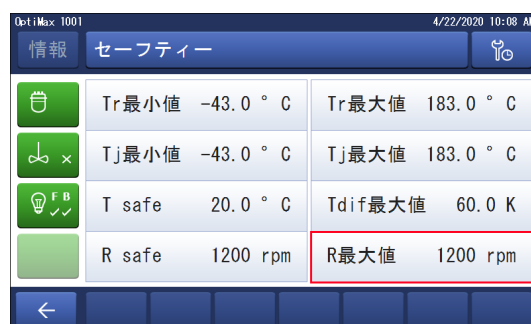 OptiMax 1001 4/22/2020 10:08 A
情報 セーフティー
Tr最小値 -43.0 ° C Tr最大値 183.0 ° C
Tj最小値 -43.0 ° C Tj最大値 183.0 ° C
F B
T safe 20.0 ° C Tdif最大値 60.0 K
R safe 1200 rpm R最大値 1200 rpm